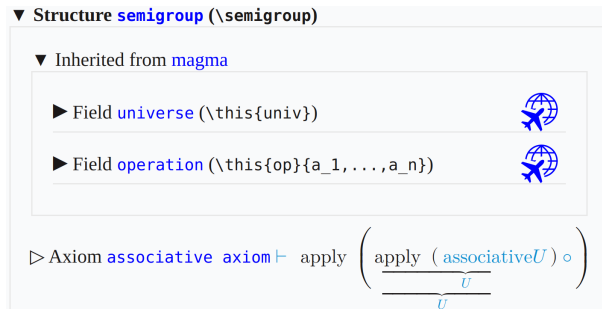 ▼ Structure semigroup (\semigroup)
▼ Inherited from magma
▶ Field universe (\this{univ})
▶ Field operation (\this{op}{a_1,...,a_n})
▷ Axiom associative axiom ⊢ apply ( apply ( associativeU ) ∘ )
U
U